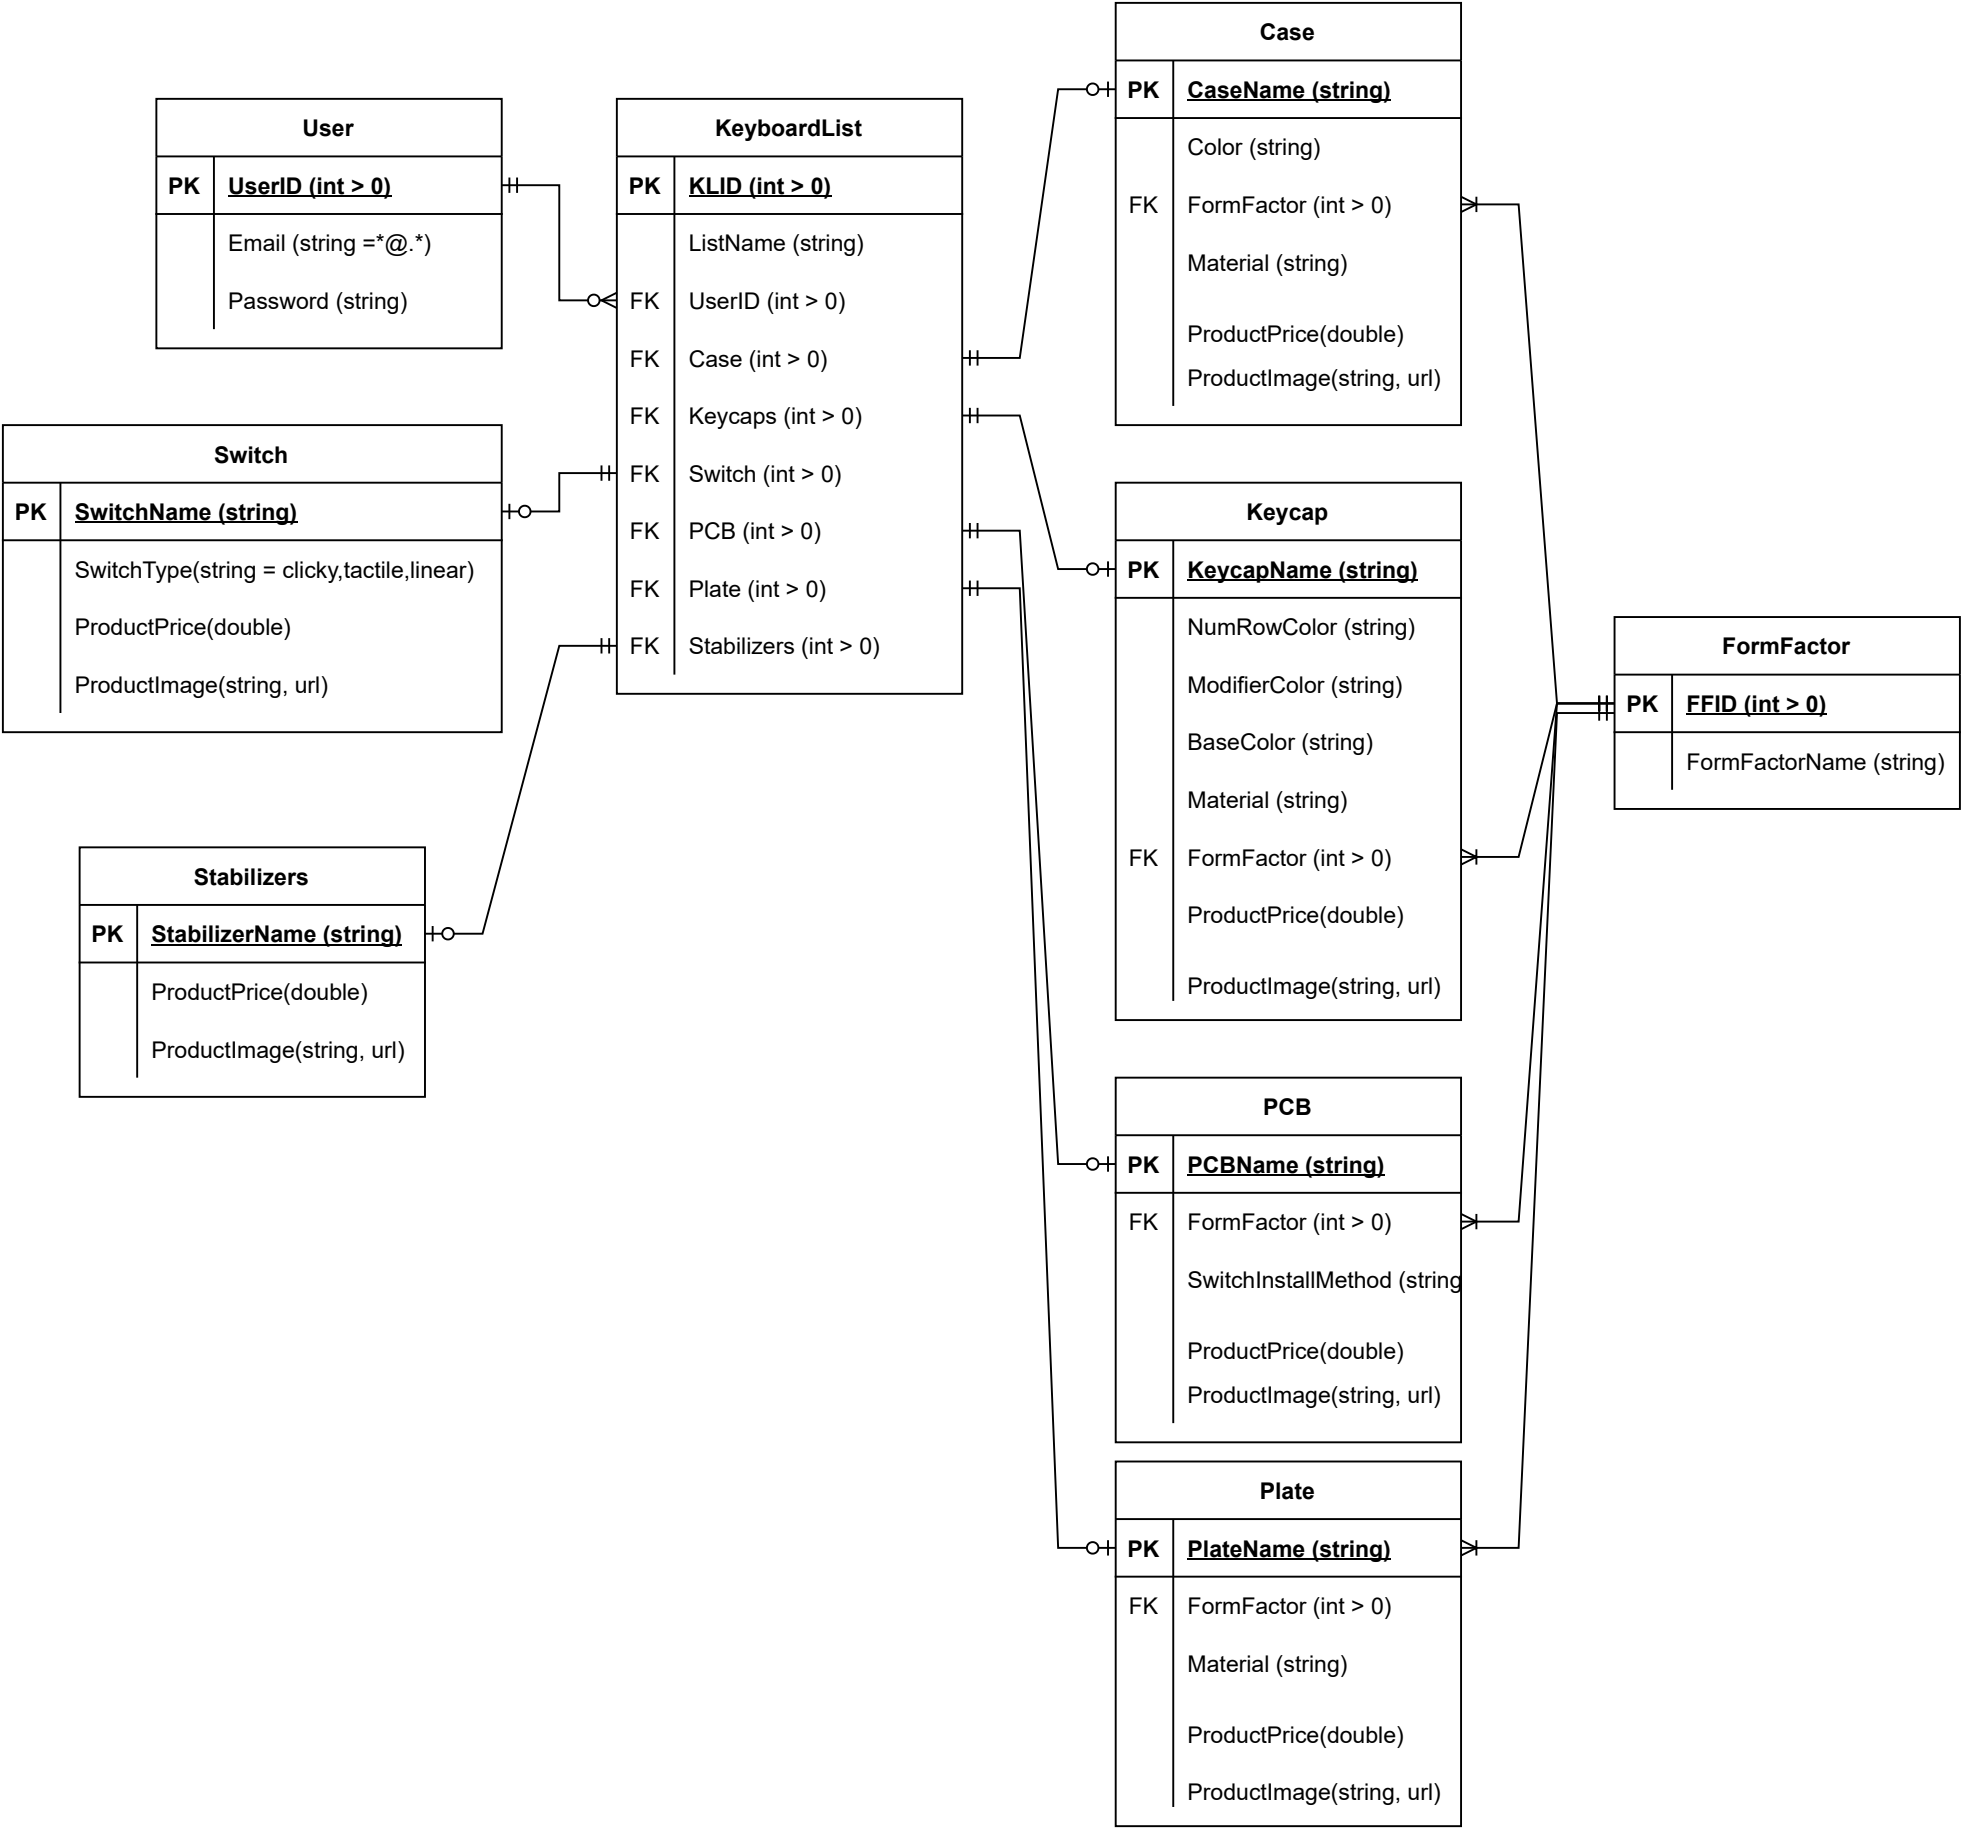 User
PK UserID (int > 0)
Email (string =*@.*)
Password (string)
Switch
PK SwitchName (string)
SwitchType(string = clicky,tactile,linear)
ProductPrice(double)
ProductImage(string, url)
Stabilizers
PK StabilizerName (string)
ProductPrice(double)
ProductImage(string, url)
KeyboardList
PK KLID (int > 0)
ListName (string)
FK UserID (int > 0)
FK Case (int > 0)
FK Keycaps (int > 0)
FK Switch (int > 0)
FK PCB (int > 0)
FK Plate (int > 0)
FK Stabilizers (int > 0)
Case
PK CaseName (string)
Color (string)
FK FormFactor (int > 0)
Material (string)
ProductPrice(double)
ProductImage(string, url)
Keycap
PK KeycapName (string)
NumRowColor (string)
ModifierColor (string)
BaseColor (string)
Material (string)
FK FormFactor (int > 0)
ProductPrice(double)
ProductImage(string, url)
PCB
PK PCBName (string)
FK FormFactor (int > 0)
SwitchInstallMethod (string
ProductPrice(double)
ProductImage(string, url)
Plate
PK PlateName (string)
FK FormFactor (int > 0)
Material (string)
ProductPrice(double)
ProductImage(string, url)
FormFactor
PK FFID (int > 0)
FormFactorName (string)